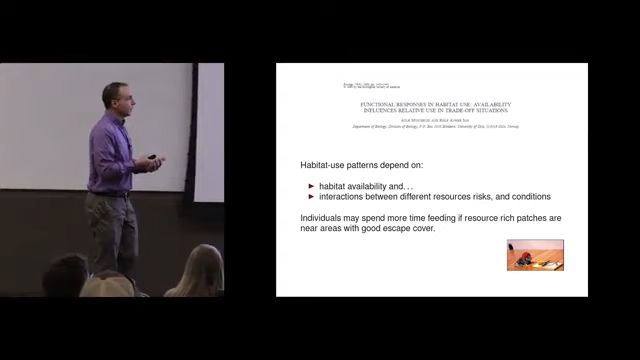 FUNCTIONAL RESPONSES IN HABITAT USE: AVAILABILITY
INFLUENCES RELATIVE USE IN TRADE-OFF SITUATIONS
Habitat-use patterns depend on:
► habitat availability and...
► interactions between different resources risks, and conditions
Individuals may spend more time feeding if resource rich patches are
near areas with good escape cover.